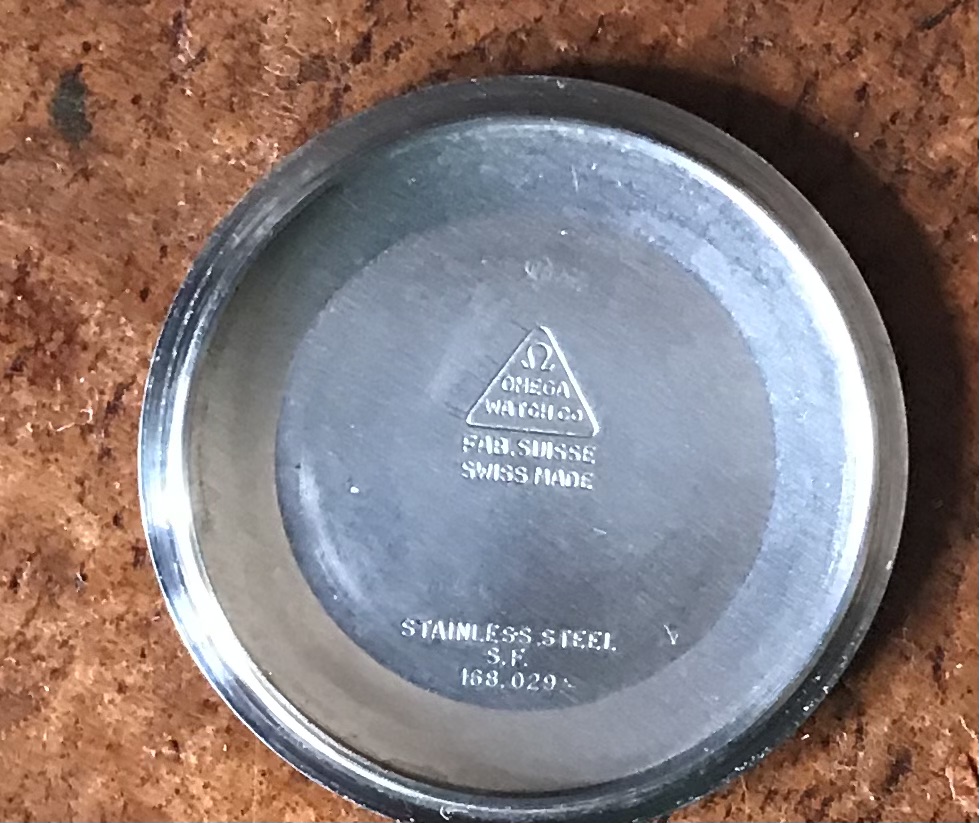 Ω
OMEGA
WATCH CO
FAB. SUISSE
SWISS MADE
STAINLESS STEEL
S.F.
168.029